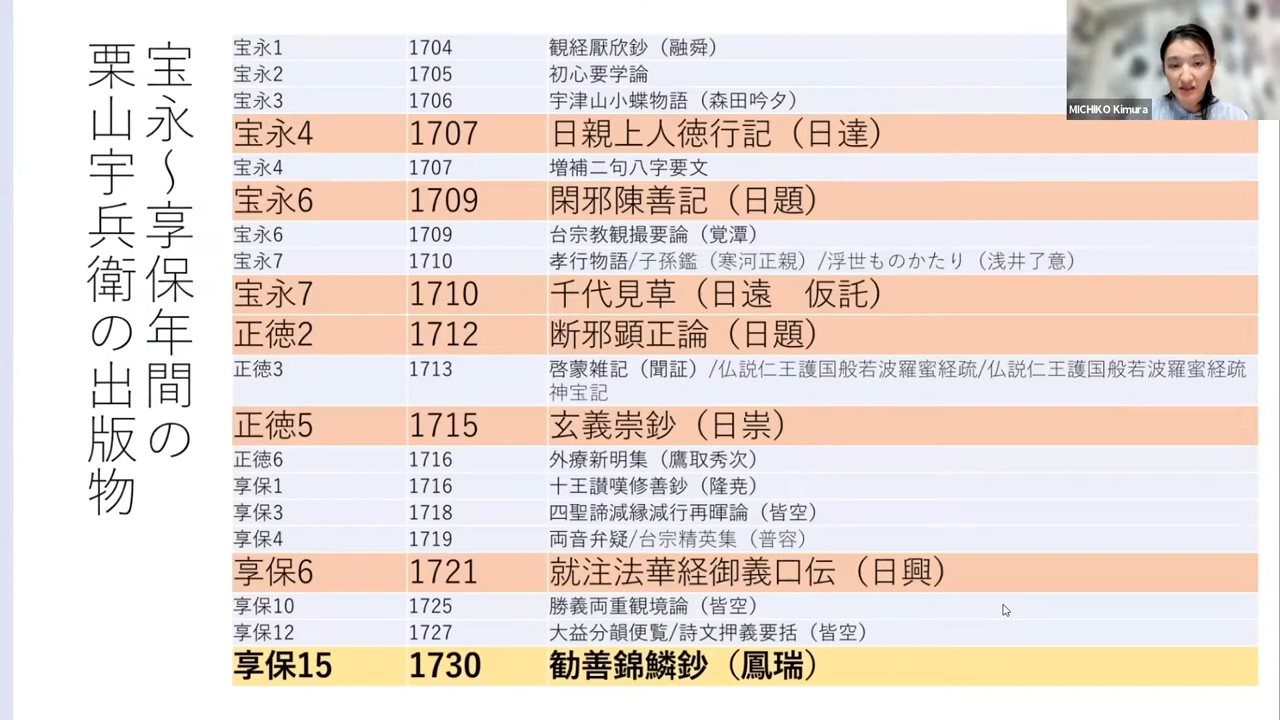 宝永～享保年間の
栗山宇兵衛の出版物
宝永1 1704 観経厭欣鈔（融舜）
宝永2 1705 初心要学論
宝永3 1706 宇津山小蝶物語（森田吟夕）
宝永4 1707 日親上人徳行記（日達）
宝永4 1707 増補二句八字要文
宝永6 1709 閑邪陳善記（日題）
宝永6 1709 台宗教観撮要論（覚潭）
宝永7 1710 孝行物語/子孫鑑（寒河正親）/浮世ものかたり（浅井了意）
宝永7 1710 千代見草（日遠　仮託）
正徳2 1712 断邪顕正論（日題）
正徳3 1713 啓蒙雑記（聞証）/仏説仁王護国般若波羅蜜経疏/仏説仁王護国般若波羅蜜経疏
神宝記
正徳5 1715 玄義崇鈔（日祟）
正徳6 1716 外療新明集（鷹取秀次）
享保1 1716 十王讃嘆修善鈔（隆尭）
享保3 1718 四聖諦減縁減行再暉論（皆空）
享保4 1719 両音弁疑/台宗精英集（普容）
享保6 1721 就注法華経御義口伝（日興）
享保10 1725 勝義両重観境論（皆空）
享保12 1727 大益分韻便覧/詩文押義要括（皆空）
享保15 1730 勧善錦鱗鈔（鳳瑞）
MICHIKO Kimura